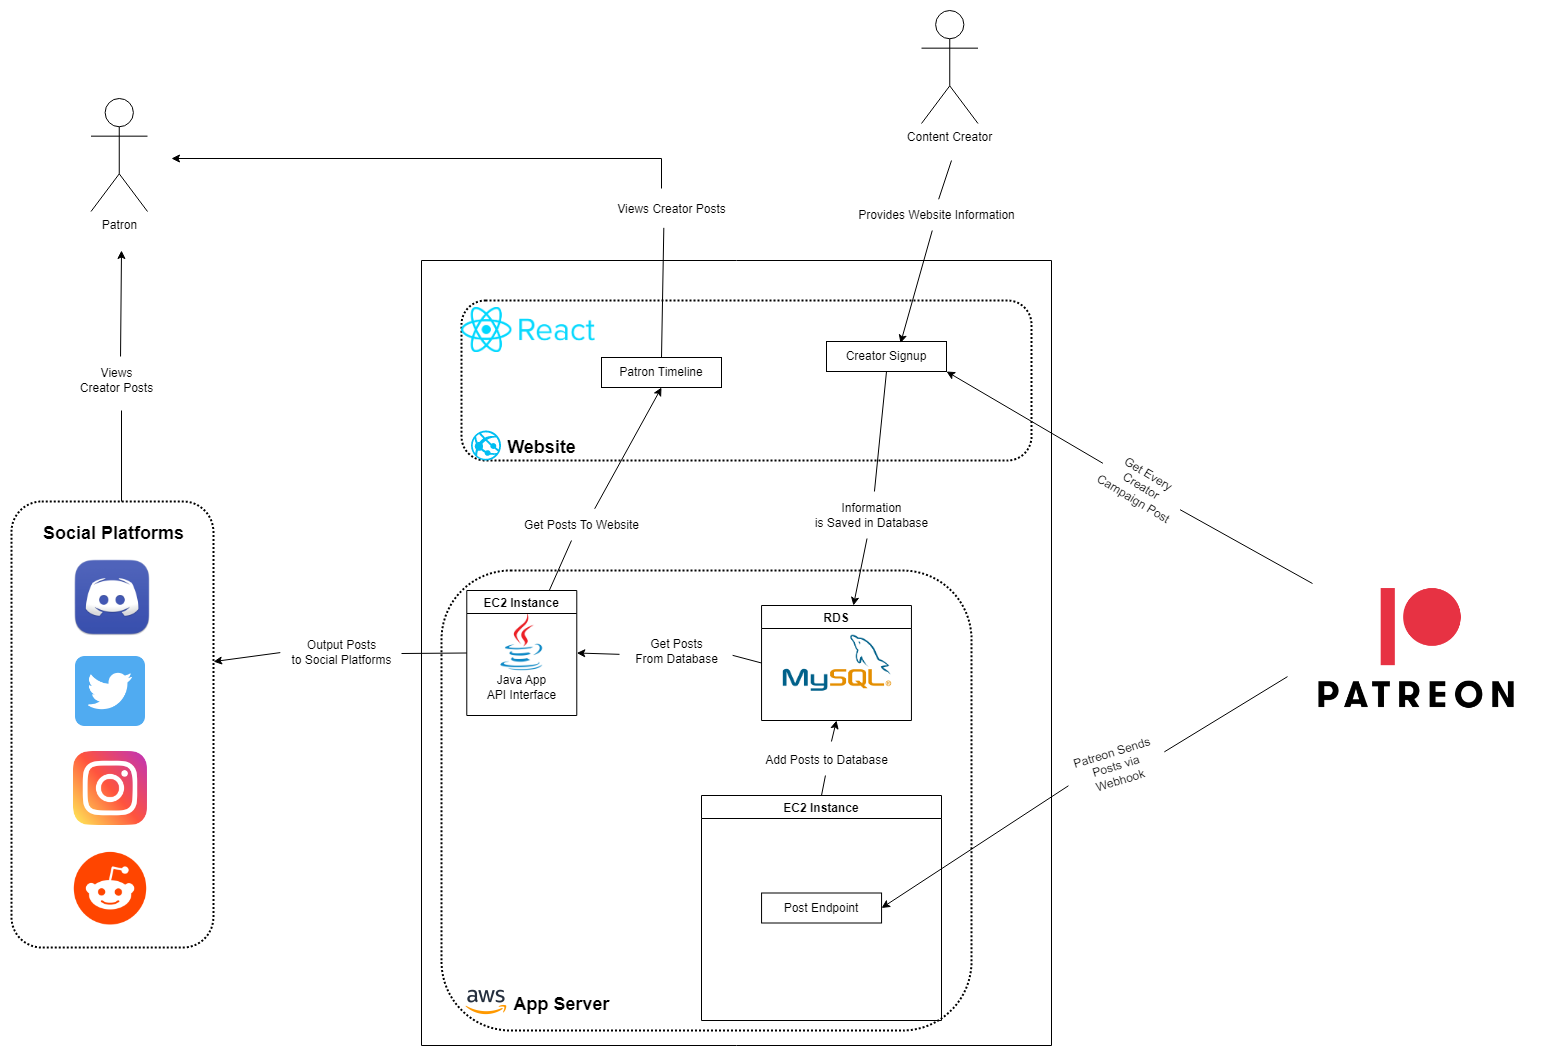 Content Creator
Patron
Views Creator Posts
Provides Website Information
React
Creator Signup
Patron Timeline
Views
Creator Posts
Website
Get Every
Creator
Campaign Post
Information
is Saved in Database
Get Posts To Website
Social Platforms
EC2 Instance
Java App
API Interface
RDS
MySQL®
Output Posts
to Social Platforms
Get Posts
From Database
PATREON
Add Posts to Database
Patreon Sends
Posts via
Webhook
EC2 Instance
Post Endpoint
aws
App Server